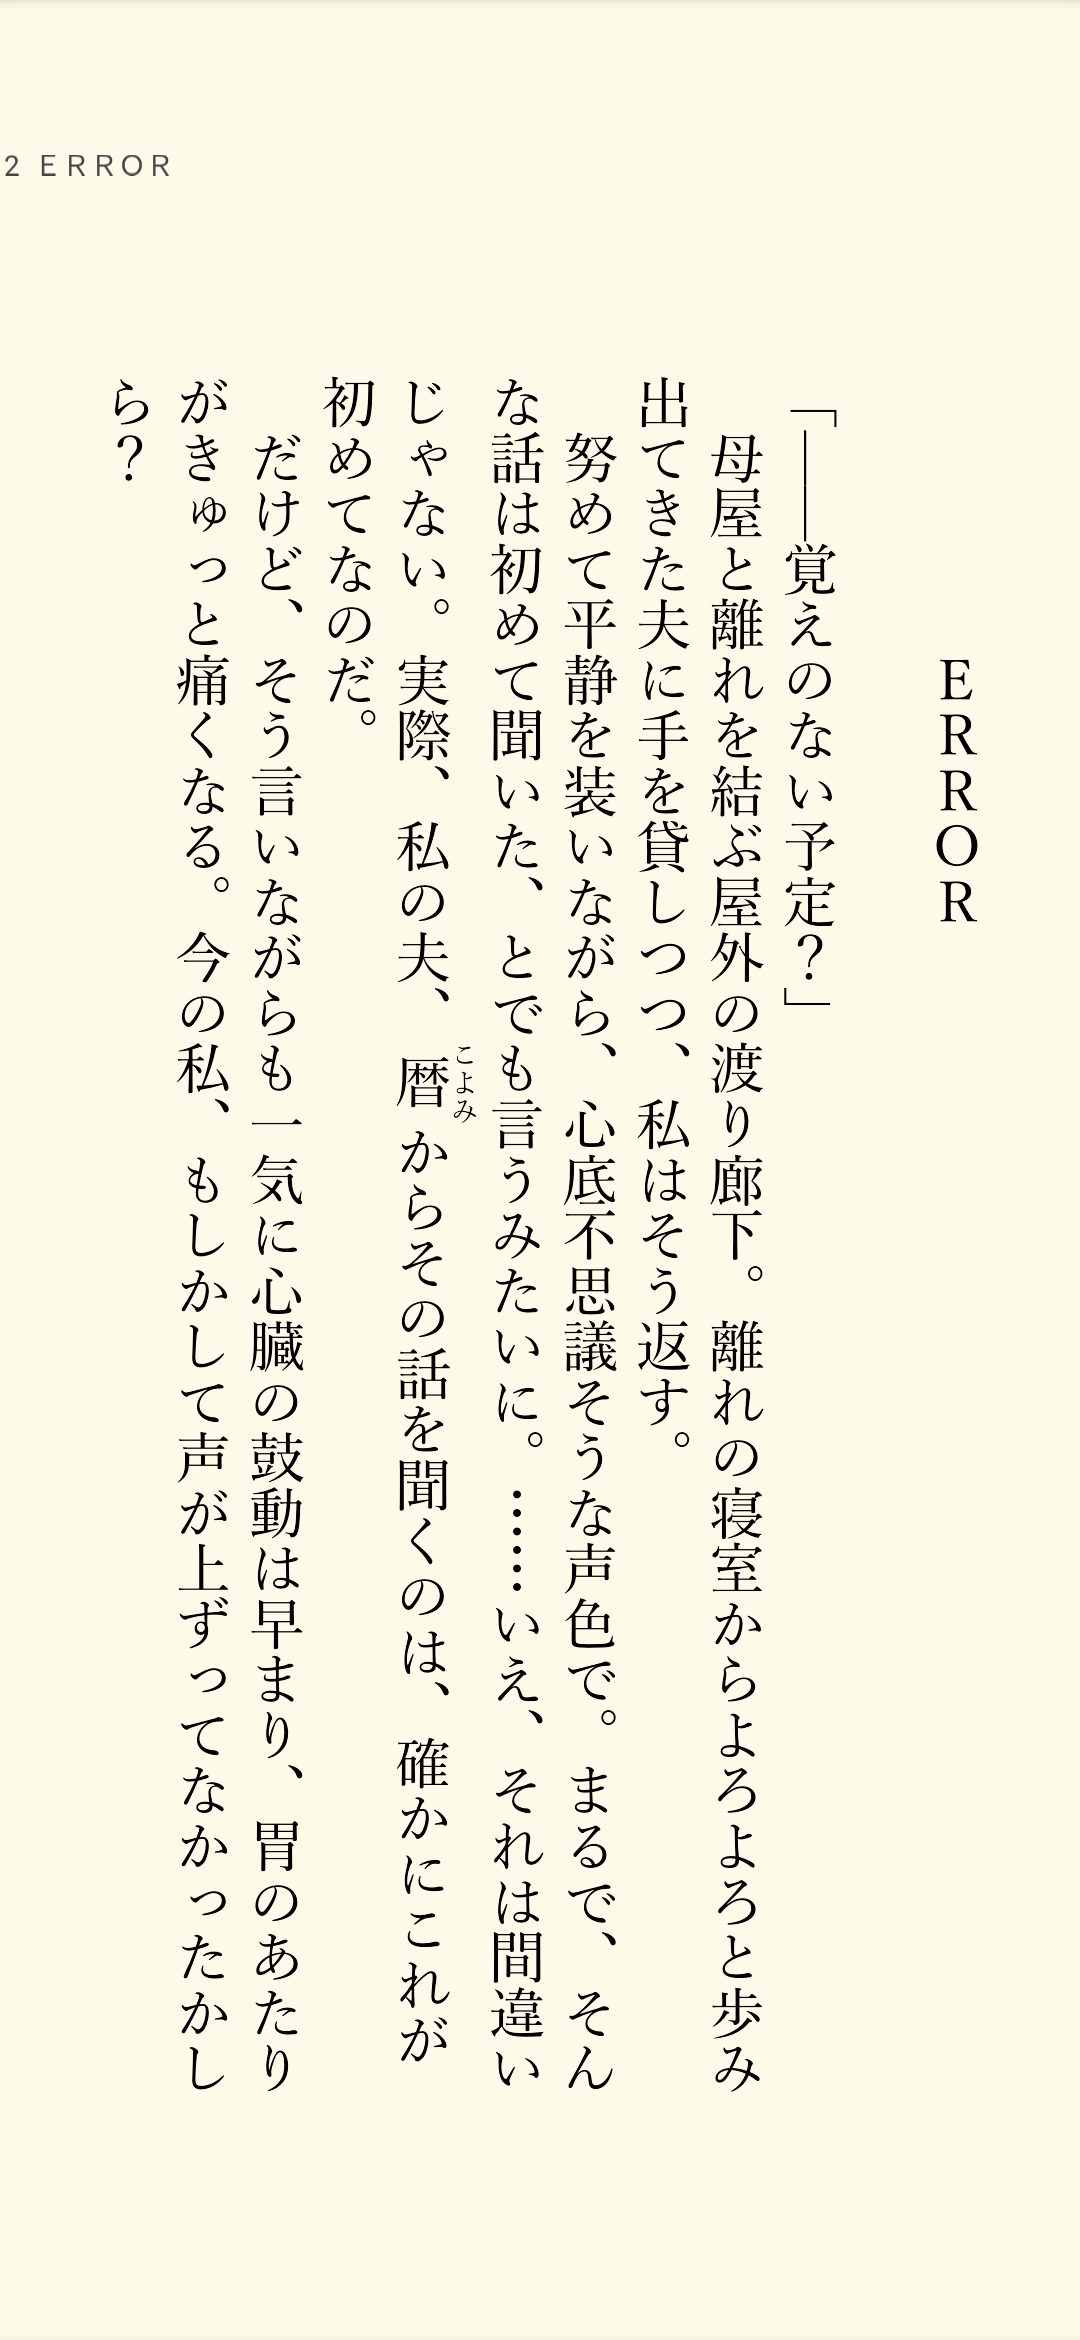 2 ERROR
ERROR
「――覚えのない予定?」
　母屋と離れを結ぶ屋外の渡り廊下。離れの寝室からよろよろと歩み
出てきた夫に手を貸しつつ、私はそう返す。
　努めて平静を装いながら、心底不思議そうな声色で。まるで、そん
な話は初めて聞いた、とでも言うみたいに。……いえ、それは間違い
じゃない。実際、私の夫、暦こよみからその話を聞くのは、確かにこれが
初めてなのだ。
　だけど、そう言いながらも一気に心臓の鼓動は早まり、胃のあたり
がきゅっと痛くなる。今の私、もしかして声が上ずってなかったかし
ら?